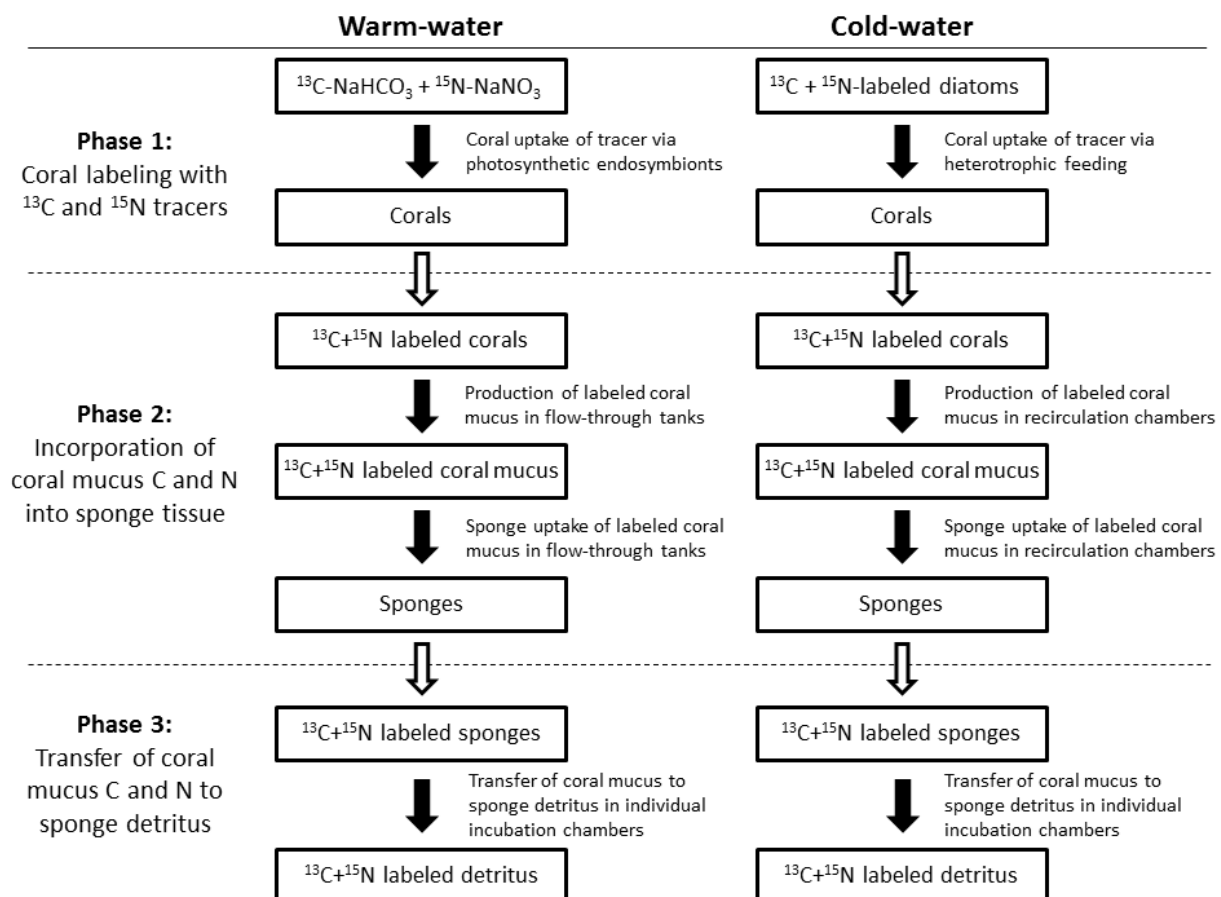 Warm-water
Cold-water
Phase 1:
Coral labeling with
¹³C and ¹⁵N tracers
¹³C-NaHCO₃ + ¹⁵N-NaNO₃
Coral uptake of tracer via
photosynthetic endosymbionts
Corals
¹³C + ¹⁵N-labeled diatoms
Coral uptake of tracer via
heterotrophic feeding
Corals
Phase 2:
Incorporation of
coral mucus C and N
into sponge tissue
¹³C+¹⁵N labeled corals
Production of labeled coral
mucus in flow-through tanks
¹³C+¹⁵N labeled coral mucus
Sponge uptake of labeled coral
mucus in flow-through tanks
Sponges
¹³C+¹⁵N labeled corals
Production of labeled coral
mucus in recirculation chambers
¹³C+¹⁵N labeled coral mucus
Sponge uptake of labeled coral
mucus in recirculation chambers
Sponges
Phase 3:
Transfer of coral
mucus C and N to
sponge detritus
¹³C+¹⁵N labeled sponges
Transfer of coral mucus to
sponge detritus in individual
incubation chambers
¹³C+¹⁵N labeled detritus
¹³C+¹⁵N labeled sponges
Transfer of coral mucus to
sponge detritus in individual
incubation chambers
¹³C+¹⁵N labeled detritus